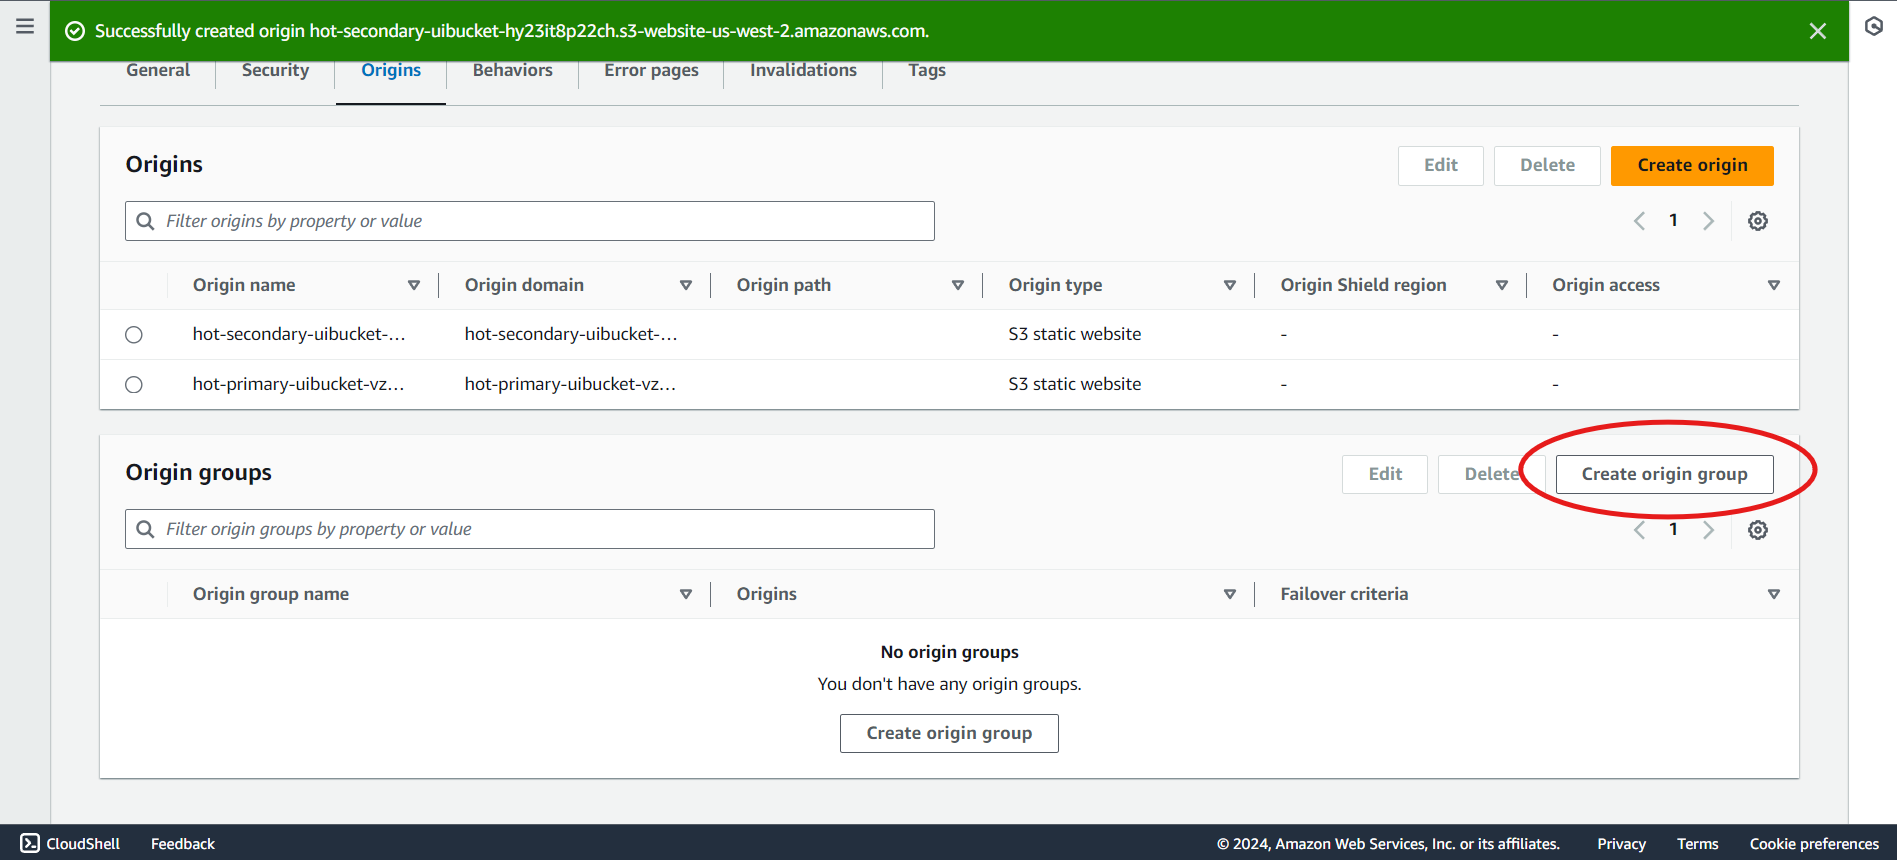 Successfully created origin hot-secondary-uibucket-hy23it8p22ch.s3-website-us-west-2.amazonaws.com.
General Security Origins Behaviors Error pages Invalidations Tags
Origins Edit Delete Create origin
Filter origins by property or value 1
Origin name Origin domain Origin path Origin type Origin Shield region Origin access
hot-secondary-uibucket-... hot-secondary-uibucket-... S3 static website - -
hot-primary-uibucket-vz... hot-primary-uibucket-vz... S3 static website - -
Origin groups Edit Delete Create origin group
Filter origin groups by property or value 1
Origin group name Origins Failover criteria
No origin groups
You don't have any origin groups.
Create origin group
CloudShell Feedback © 2024, Amazon Web Services, Inc. or its affiliates. Privacy Terms Cookie preferences